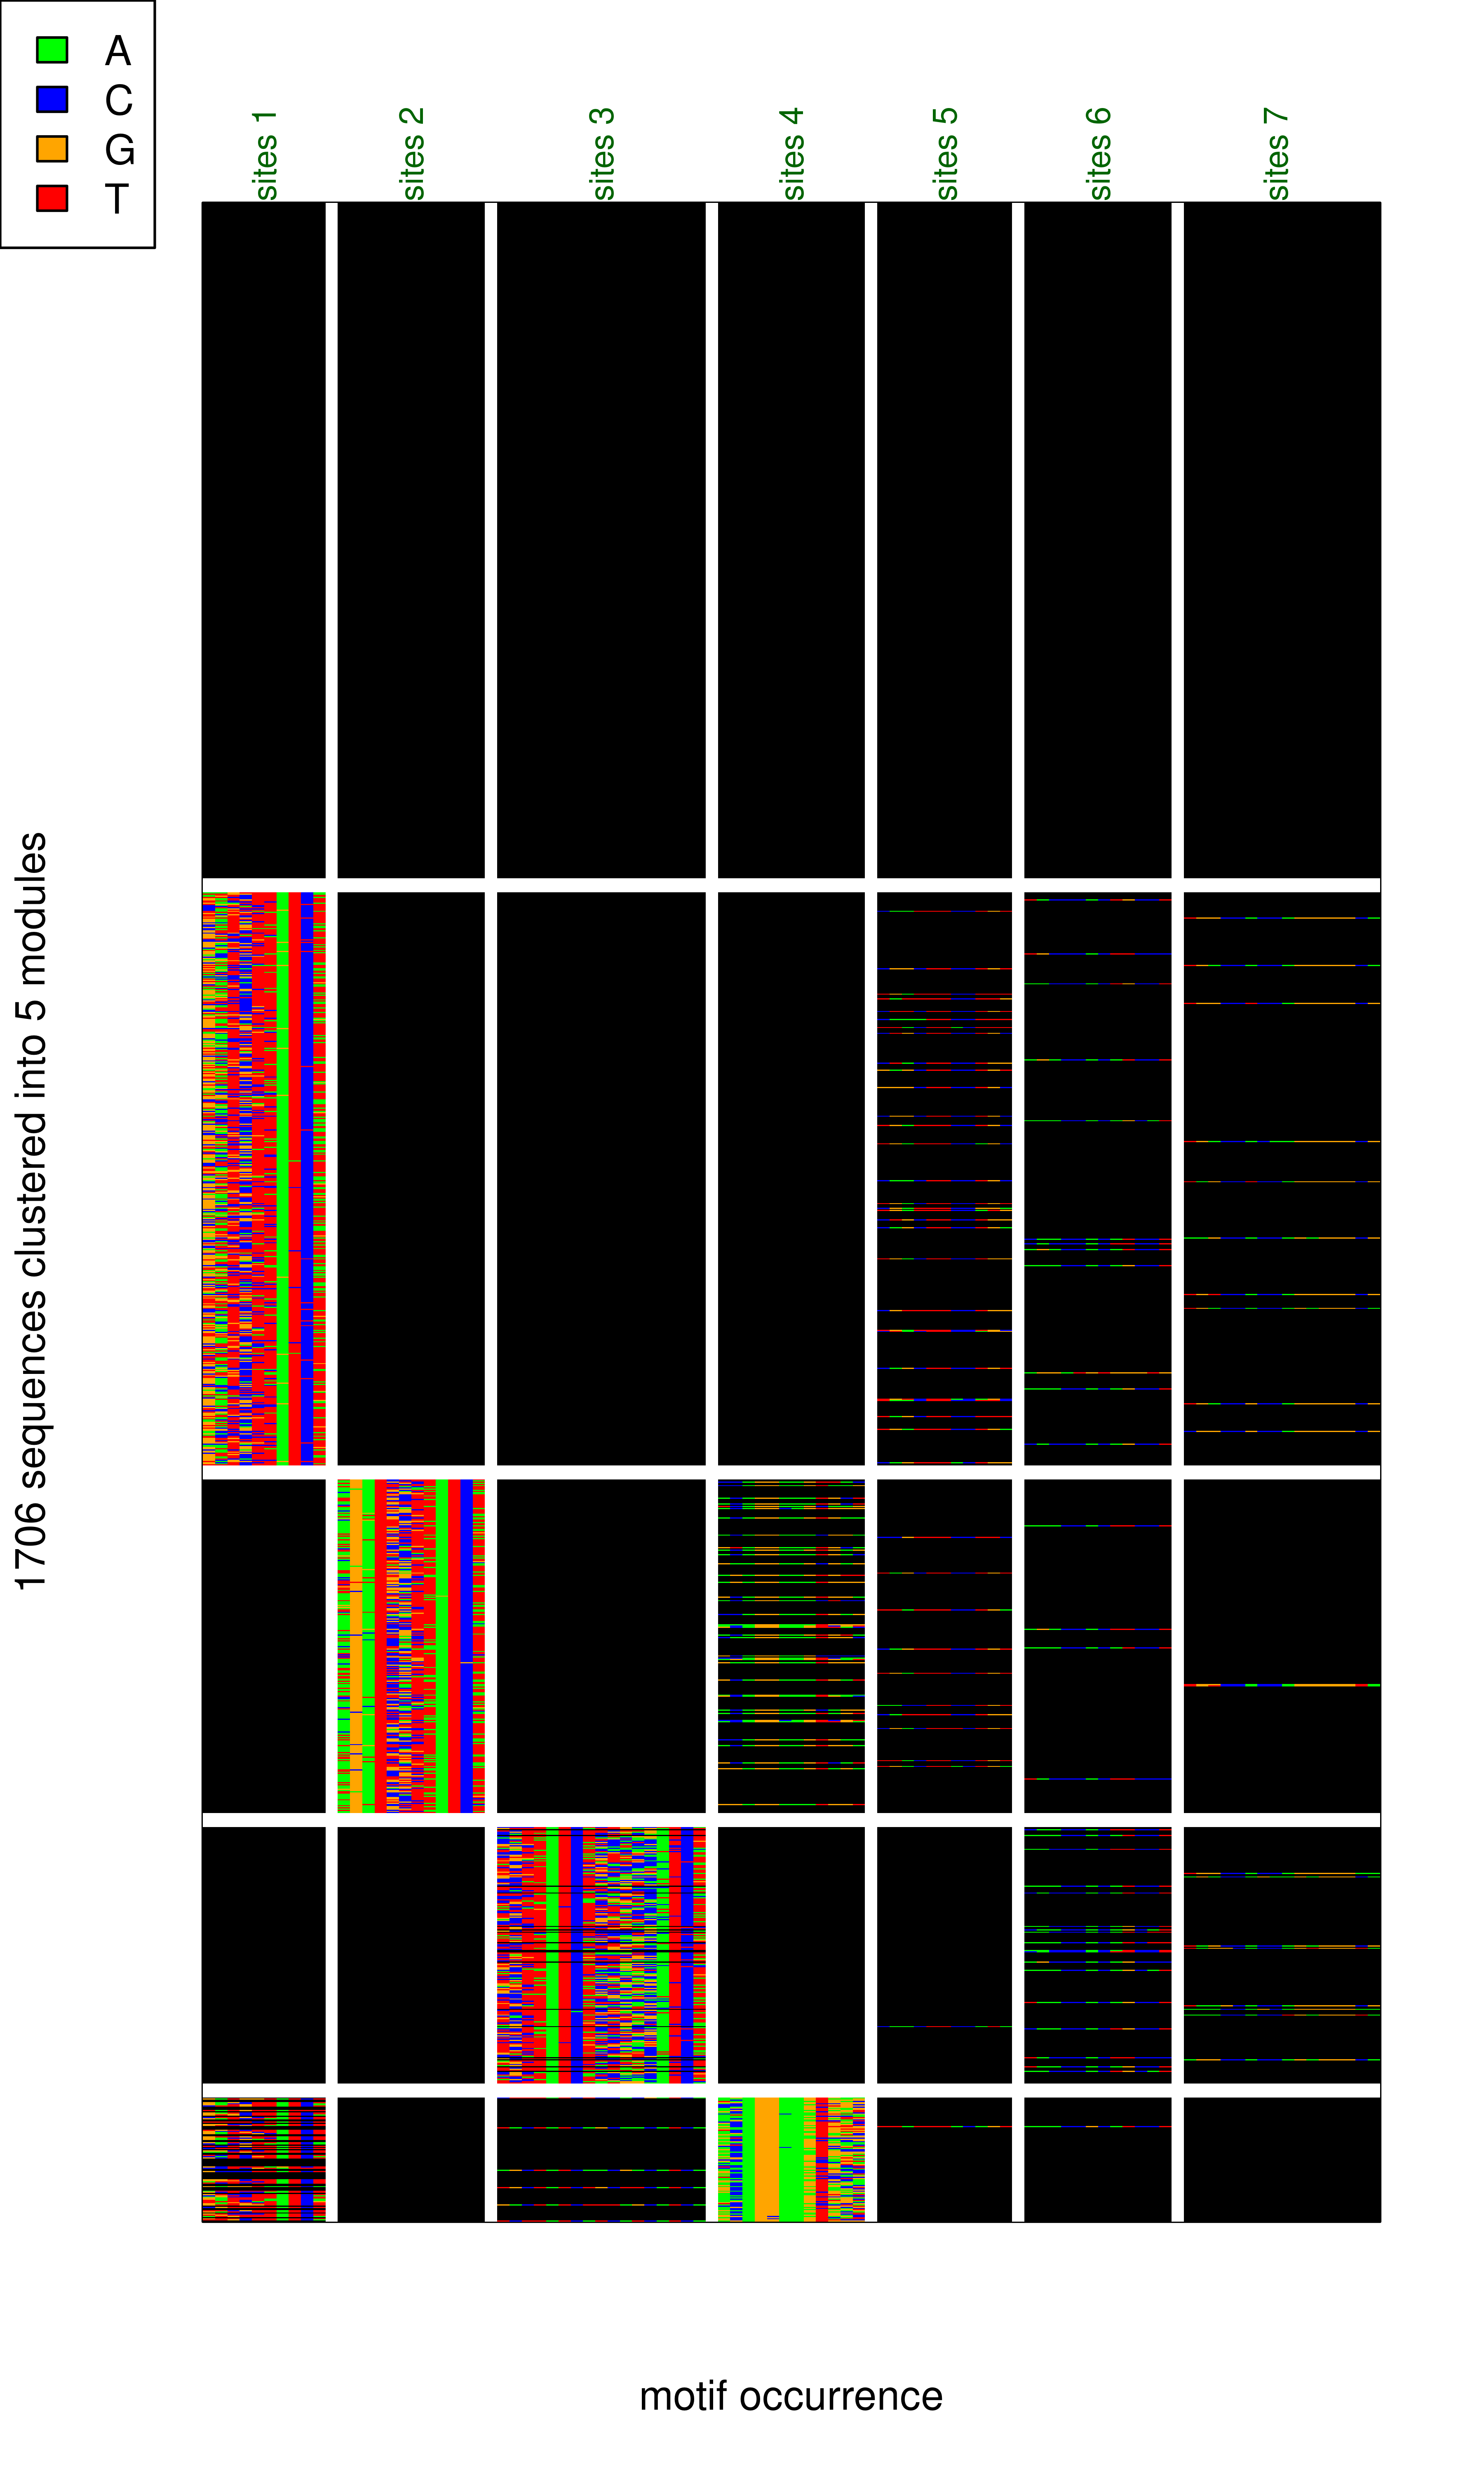 A
C
G
T
sites 1
sites 2
sites 3
sites 4
sites 5
sites 6
sites 7
1706 sequences clustered into 5 modules
motif occurrence